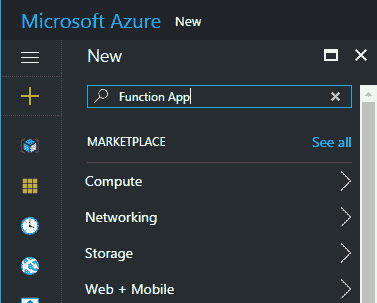 Microsoft Azure New
New
Function App
MARKETPLACE See all
Compute
Networking
Storage
Web + Mobile